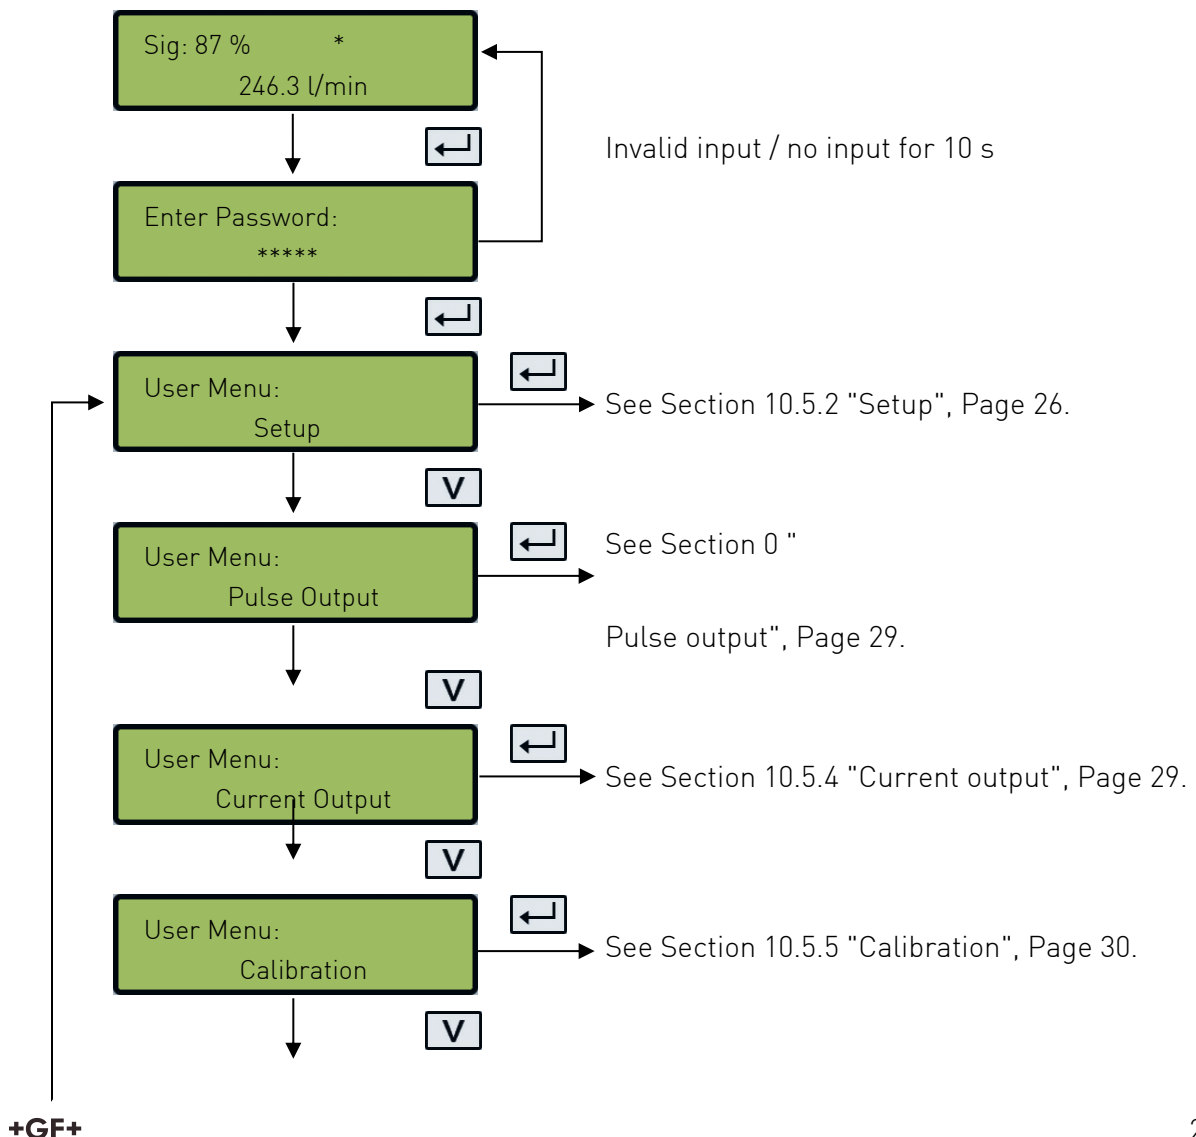 Sig: 87 % *
246.3 l/min
Invalid input / no input for 10 s
Enter Password:
*****
User Menu:
Setup
See Section 10.5.2 "Setup", Page 26.
V
User Menu:
Pulse Output
See Section 0 "
Pulse output", Page 29.
V
User Menu:
Current Output
See Section 10.5.4 "Current output", Page 29.
V
User Menu:
Calibration
See Section 10.5.5 "Calibration", Page 30.
V
+GF+